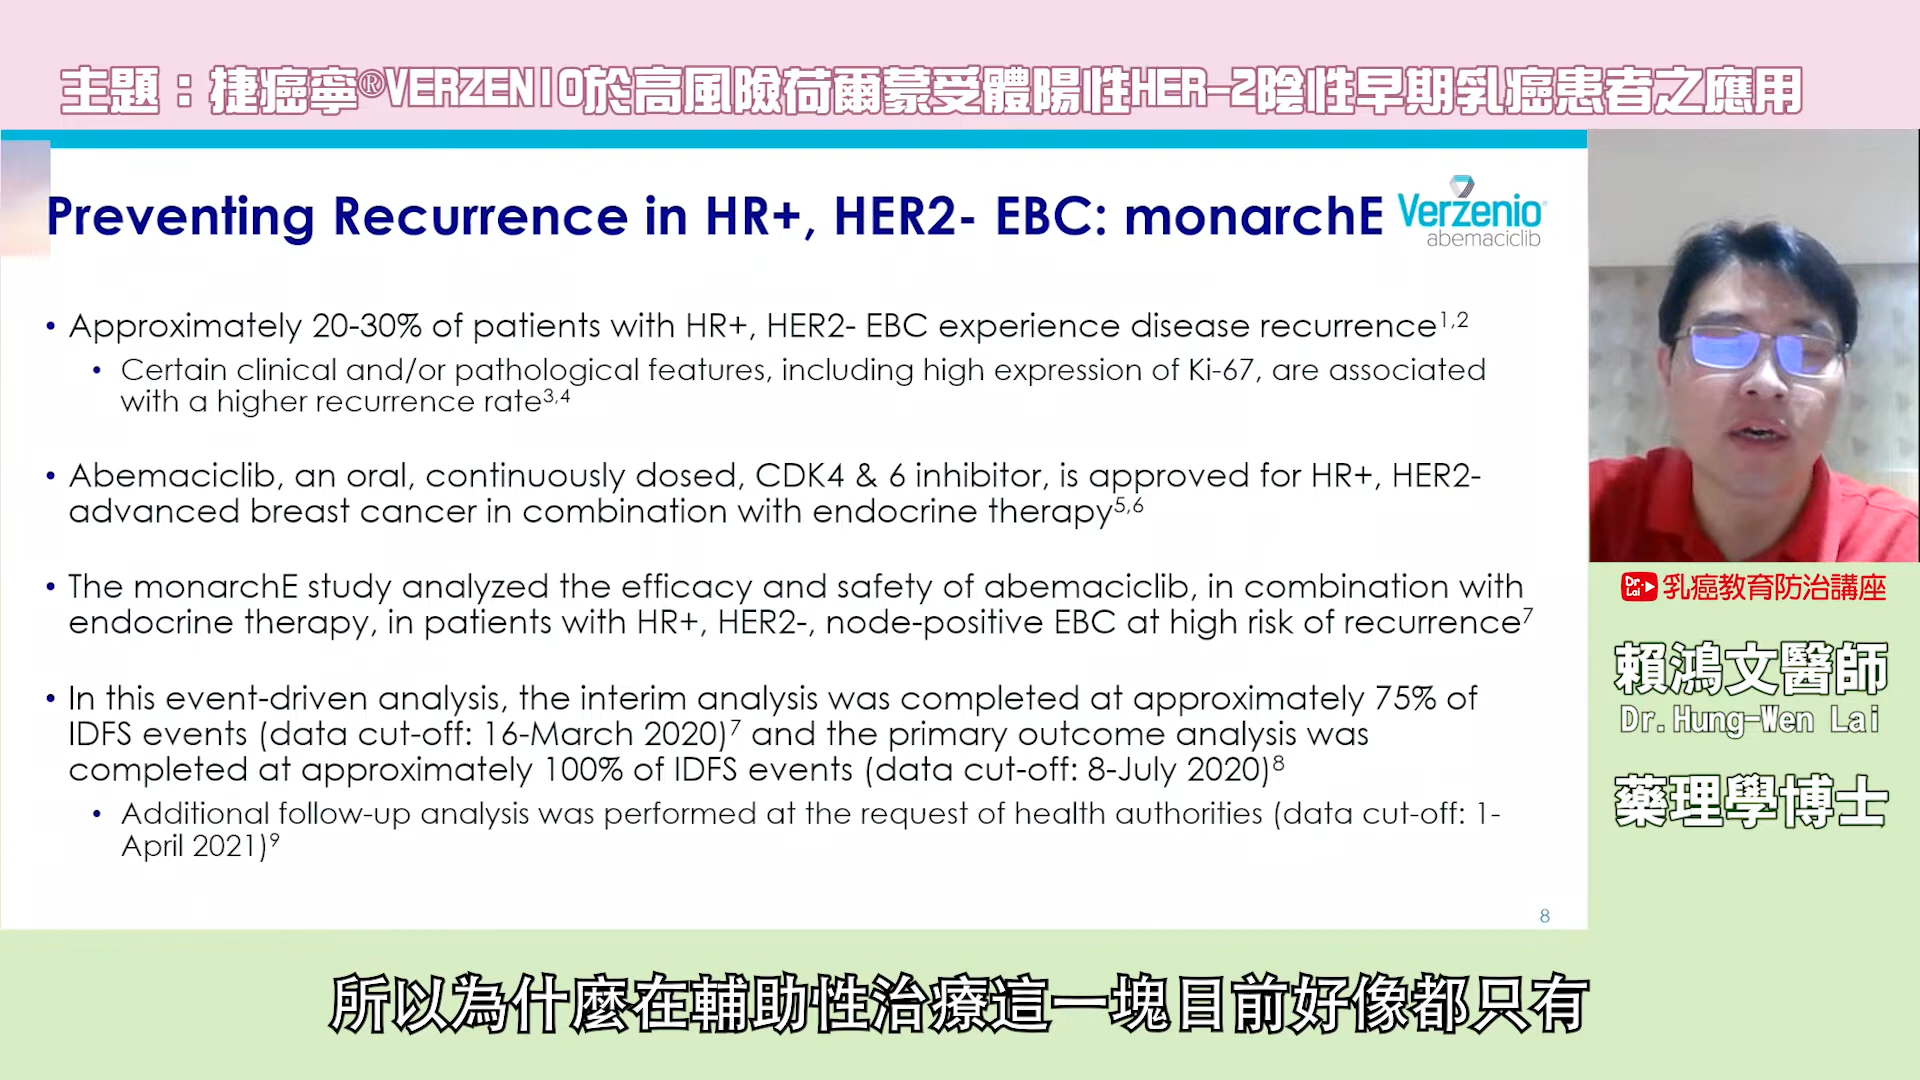 主題：捷癌寧®VERZENIO於高風險荷爾蒙受體陽性HER-2陰性早期乳癌患者之應用
Preventing Recurrence in HR+, HER2- EBC: monarchE
Verzenio
abemaciclib
• Approximately 20-30% of patients with HR+, HER2- EBC experience disease recurrence1,2
• Certain clinical and/or pathological features, including high expression of Ki-67, are associated
with a higher recurrence rate3,4
• Abemaciclib, an oral, continuously dosed, CDK4 & 6 inhibitor, is approved for HR+, HER2-
advanced breast cancer in combination with endocrine therapy5,6
• The monarchE study analyzed the efficacy and safety of abemaciclib, in combination with
endocrine therapy, in patients with HR+, HER2-, node-positive EBC at high risk of recurrence7
• In this event-driven analysis, the interim analysis was completed at approximately 75% of
IDFS events (data cut-off: 16-March 2020)7 and the primary outcome analysis was
completed at approximately 100% of IDFS events (data cut-off: 8-July 2020)8
• Additional follow-up analysis was performed at the request of health authorities (data cut-off: 1-
April 2021)9
8
Dr. Lai 乳癌教育防治講座
賴鴻文醫師
Dr.Hung-Wen Lai
藥理學博士
所以為什麼在輔助性治療這一塊目前好像都只有